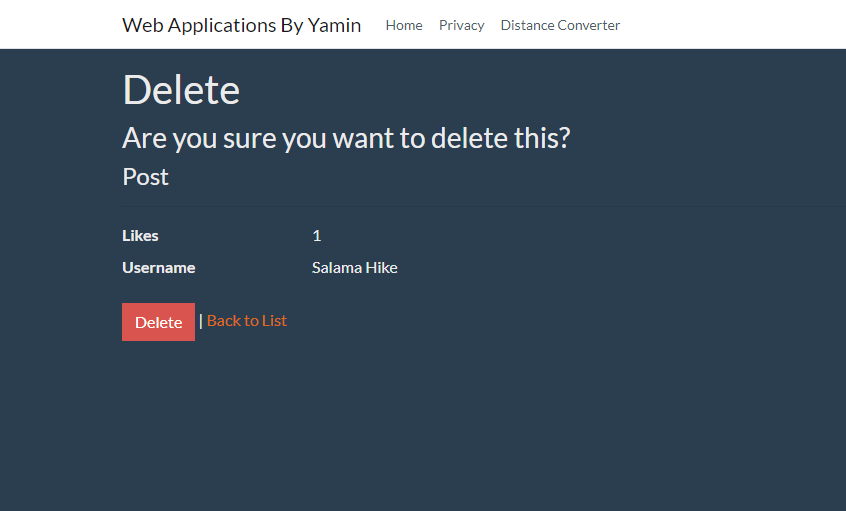 Web Applications By Yamin Home Privacy Distance Converter
Delete
Are you sure you want to delete this?
Post
Likes 1
Username Salama Hike
Delete | Back to List